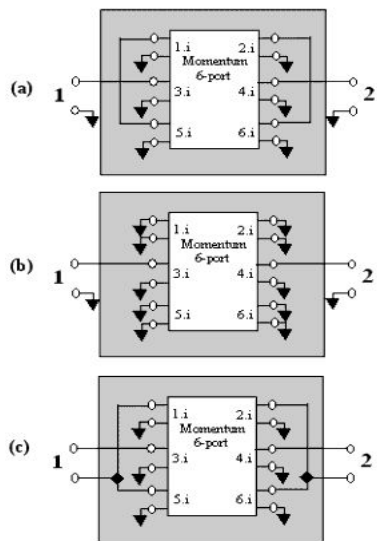 (a)
1
1.i
2.i
Momentum
6-port
3.i
4.i
5.i
6.i
2
(b)
1
1.i
2.i
Momentum
6-port
3.i
4.i
5.i
6.i
2
(c)
1
1.i
2.i
Momentum
6-port
3.i
4.i
5.i
6.i
2